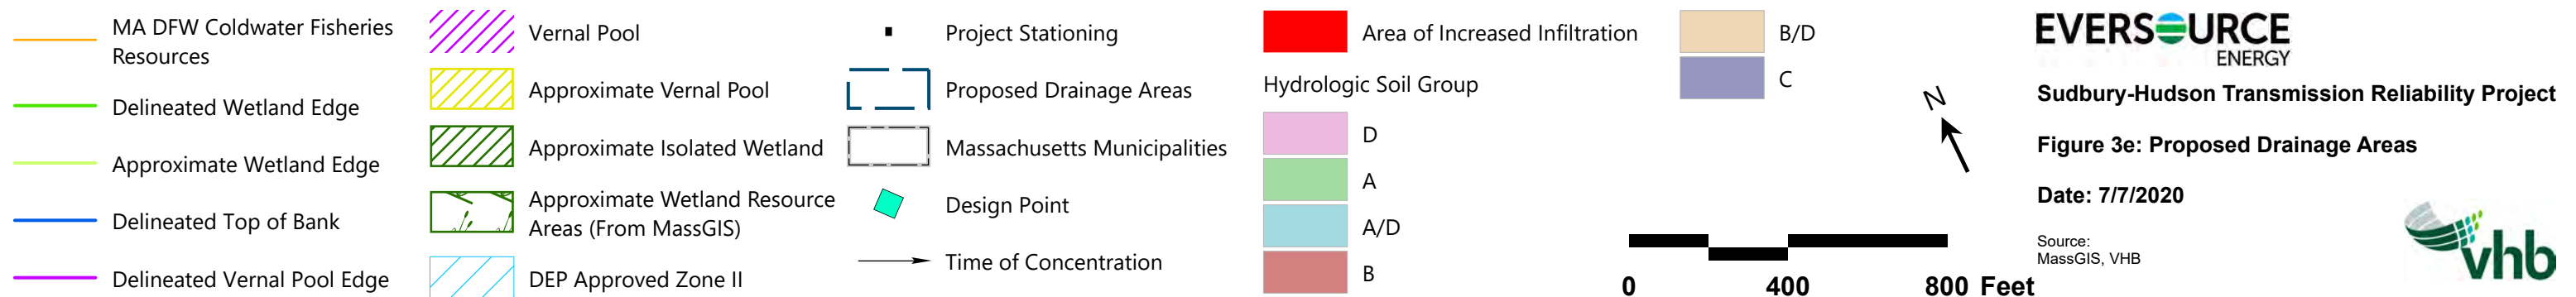 MA DFW Coldwater Fisheries
Resources
Delineated Wetland Edge
Approximate Wetland Edge
Delineated Top of Bank
Delineated Vernal Pool Edge
Vernal Pool
Approximate Vernal Pool
Approximate Isolated Wetland
Approximate Wetland Resource
Areas (From MassGIS)
DEP Approved Zone II
Project Stationing
Proposed Drainage Areas
Massachusetts Municipalities
Design Point
Time of Concentration
Area of Increased Infiltration
Hydrologic Soil Group
D
A
A/D
B
B/D
C
N
0 400 800 Feet
EVERSOURCE
ENERGY
Sudbury-Hudson Transmission Reliability Project
Figure 3e: Proposed Drainage Areas
Date: 7/7/2020
Source:
MassGIS, VHB
vhb